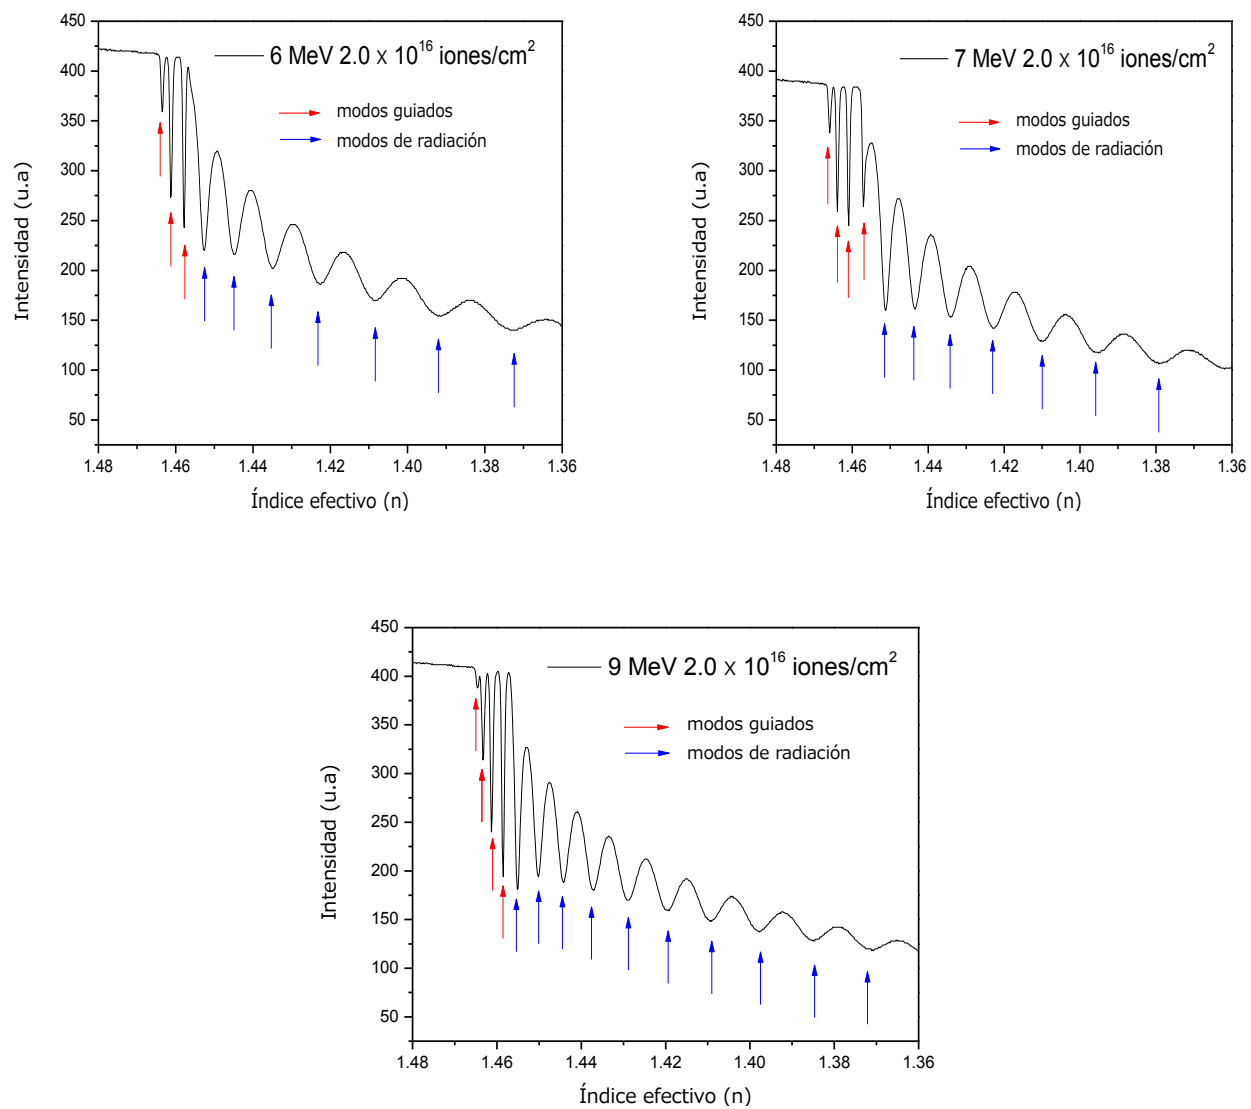 450
400
350
300
250
200
150
100
50
Intensidad (u.a)
6 MeV 2.0 x 10^16 iones/cm^2
modos guiados
modos de radiación
1.48 1.46 1.44 1.42 1.40 1.38 1.36
Índice efectivo (n)
450
400
350
300
250
200
150
100
50
Intensidad (u.a)
7 MeV 2.0 x 10^16 iones/cm^2
modos guiados
modos de radiación
1.48 1.46 1.44 1.42 1.40 1.38 1.36
Índice efectivo (n)
450
400
350
300
250
200
150
100
50
Intensidad (u.a)
9 MeV 2.0 x 10^16 iones/cm^2
modos guiados
modos de radiación
1.48 1.46 1.44 1.42 1.40 1.38 1.36
Índice efectivo (n)